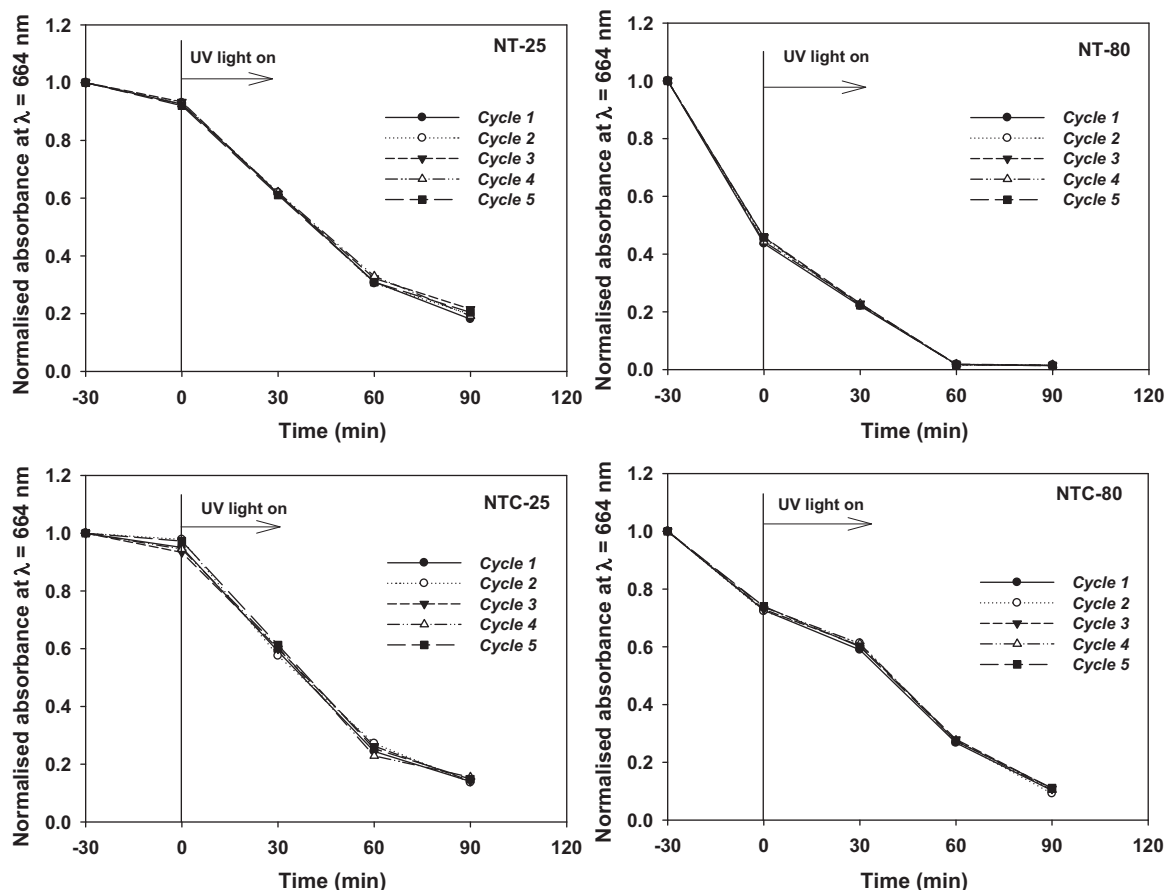 Normalised absorbance at λ = 664 nm
1.2
1.0
0.8
0.6
0.4
0.2
0.0
NT-25
UV light on
Cycle 1
Cycle 2
Cycle 3
Cycle 4
Cycle 5
-30
0
30
60
90
120
Time (min)
Normalised absorbance at λ = 664 nm
1.2
1.0
0.8
0.6
0.4
0.2
0.0
NT-80
UV light on
Cycle 1
Cycle 2
Cycle 3
Cycle 4
Cycle 5
-30
0
30
60
90
120
Time (min)
Normalised absorbance at λ = 664 nm
1.2
1.0
0.8
0.6
0.4
0.2
0.0
NTC-25
UV light on
Cycle 1
Cycle 2
Cycle 3
Cycle 4
Cycle 5
-30
0
30
60
90
120
Time (min)
Normalised absorbance at λ = 664 nm
1.2
1.0
0.8
0.6
0.4
0.2
0.0
NTC-80
UV light on
Cycle 1
Cycle 2
Cycle 3
Cycle 4
Cycle 5
-30
0
30
60
90
120
Time (min)